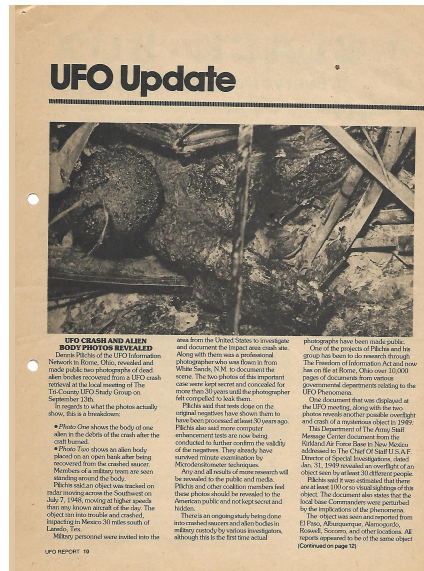 UFO Update
UFO CRASH AND ALIEN
BODY PHOTOS REVEALED
Dennis Pilichis of the UFO Information
Network in Rome, Ohio, revealed and
made public two photographs of dead
alien bodies recovered from a UFO crash
retrieval at the local meeting of The
Tri-County UFO Study Group on
September 13th.
In regards to what the photos actually
show, this is a breakdown:
• Photo One shows the body of one
alien in the debris of the crash after the
craft burned.
• Photo Two shows an alien body
placed on an open bank after being
recovered from the crashed saucer.
Members of a military team are seen
standing around the body.
Pilichis said an object was tracked on
radar moving across the Southwest on
July 7, 1948, moving at higher speeds
than any known aircraft of the day. The
object ran into trouble and crashed,
impacting in Mexico 30 miles south of
Laredo, Tex.
Military personnel were invited into the
area from the United States to investigate
and document the impact area crash site.
Along with them was a professional
photographer who was flown in from
White Sands, N.M. to document the
scene. The two photos of this important
case were kept secret and concealed for
more than 30 years until the photographer
felt compelled to leak them.
Pilichis said that tests done on the
original negatives have shown them to
have been processed at least 30 years ago.
Pilichis also said more computer
enhancement tests are now being
conducted to further confirm the validity
of the negatives. They already have
survived minute examination by
Microdensitometer techniques.
Any and all results of more research will
be revealed to the public and media.
Pilichis and other coalition members feel
these photos should be revealed to the
American public and not kept secret and
hidden.
There is an ongoing study being done
into crashed saucers and alien bodies in
military custody by various investigators,
although this is the first time actual
photographs have been made public.
One of the projects of Pilichis and his
group has been to do research through
The Freedom of Information Act and now
has on file at Rome, Ohio over 10,000
pages of documents from various
governmental departments relating to the
UFO Phenomena.
One document that was displayed at
the UFO meeting, along with the two
photos reveals another possible overflight
and crash of a mysterious object in 1949:
This Department of The Army Staff
Message Center document from the
Kirkland Air Force Base in New Mexico
addressed to The Chief Of Staff U.S.A.F.
Director of Special Investigations, dated
Jan. 31, 1949 revealed an overflight of an
object seen by at least 30 different people.
Pilichis said it was estimated that there
are at least 100 or so visual sightings of this
object. The document also states that the
local base Commanders were perturbed
by the implications of the phenomena.
The object was seen and reported from
El Paso, Albuquerque, Alamogordo,
Roswell, Socorro, and other locations. All
reports appeared to be of the same object
(Continued on page 12)
UFO REPORT 10